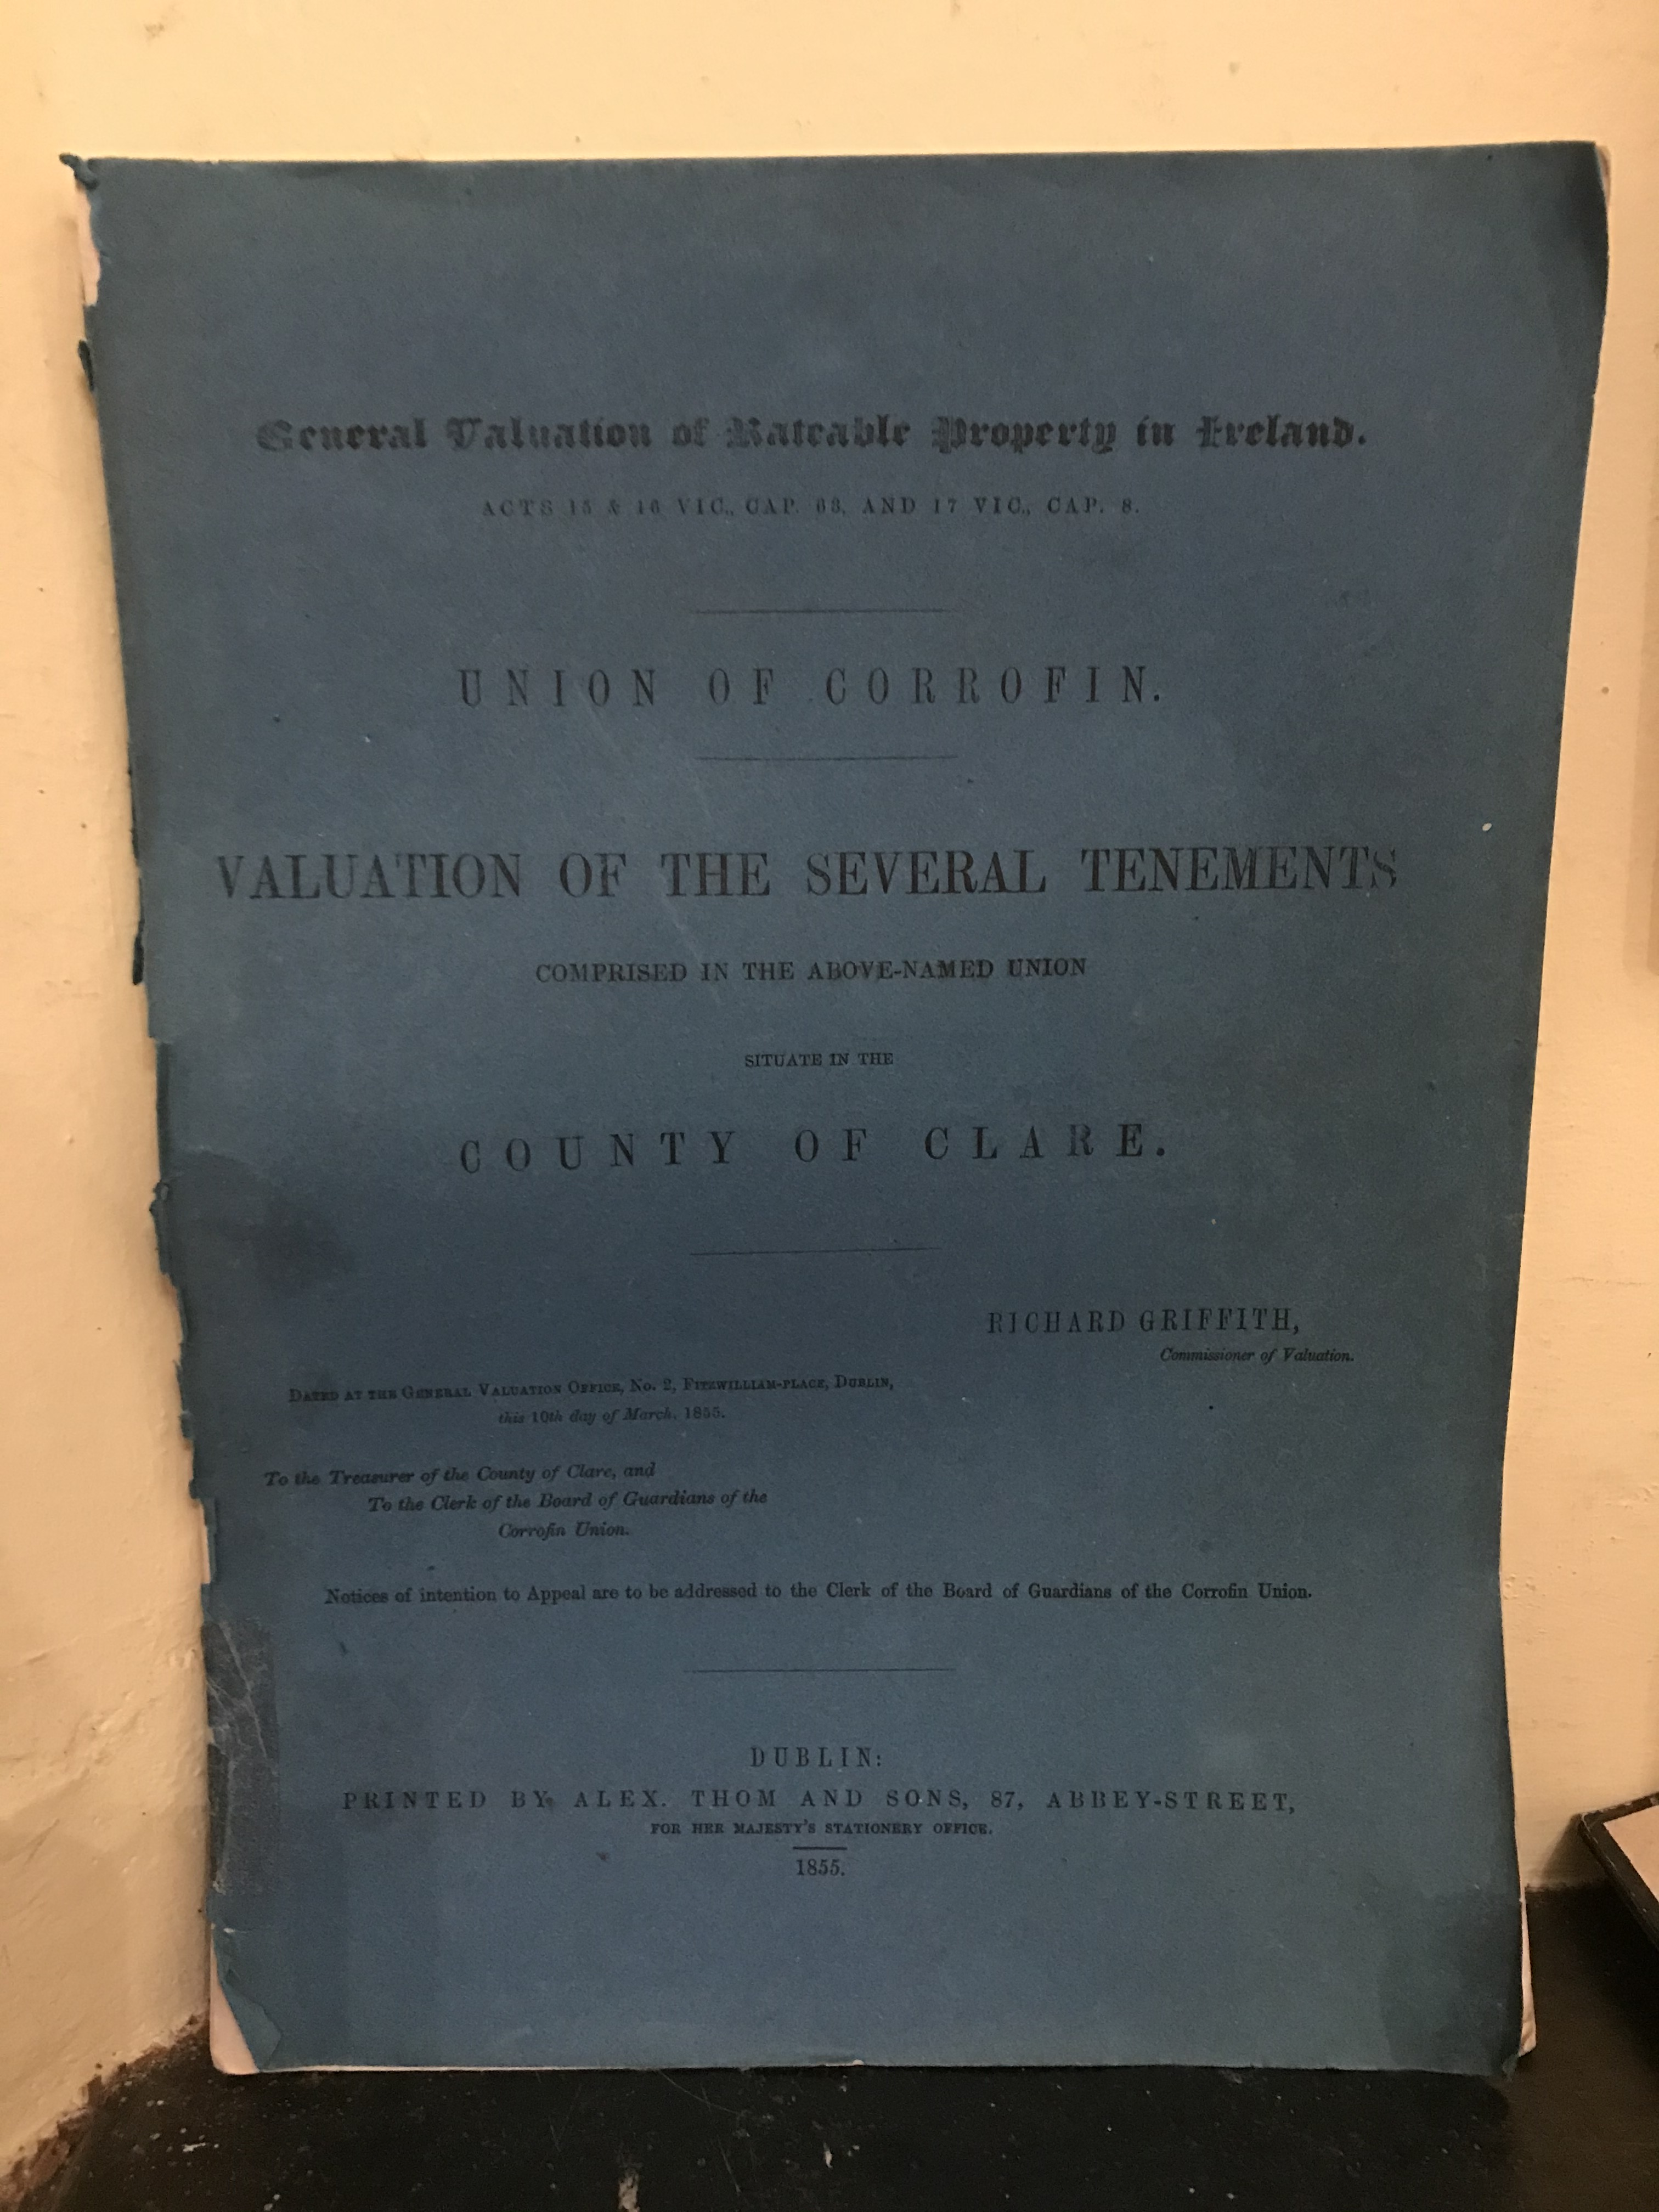 General Valuation of Rateable Property in Ireland.
ACTS 15 & 16 VIC., CAP. 63, AND 17 VIC., CAP. 8.
UNION OF CORROFIN.
VALUATION OF THE SEVERAL TENEMENTS
COMPRISED IN THE ABOVE-NAMED UNION
SITUATE IN THE
COUNTY OF CLARE.
RICHARD GRIFFITH,
Commissioner of Valuation.
DATED AT THE GENERAL VALUATION OFFICE, No. 2, FITZWILLIAM-PLACE, DUBLIN,
this 10th day of March, 1855.
To the Treasurer of the County of Clare, and
To the Clerk of the Board of Guardians of the
Corrofin Union.
Notices of intention to Appeal are to be addressed to the Clerk of the Board of Guardians of the Corrofin Union.
DUBLIN:
PRINTED BY ALEX. THOM AND SONS, 87, ABBEY-STREET,
FOR HER MAJESTY'S STATIONERY OFFICE.
1855.